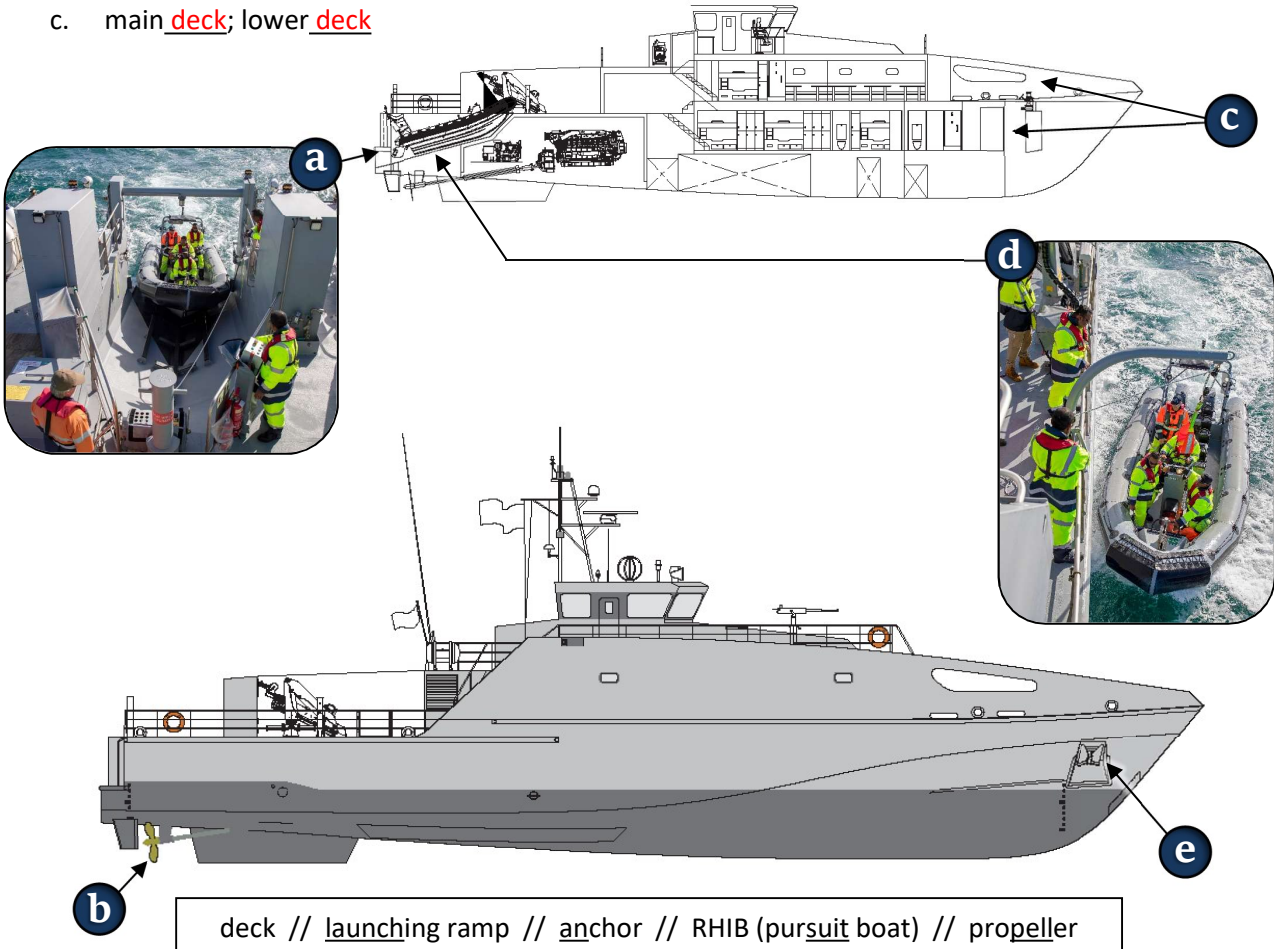 c. main deck; lower deck
c
a
d
e
b
deck // launching ramp // anchor // RHIB (pursuit boat) // propeller